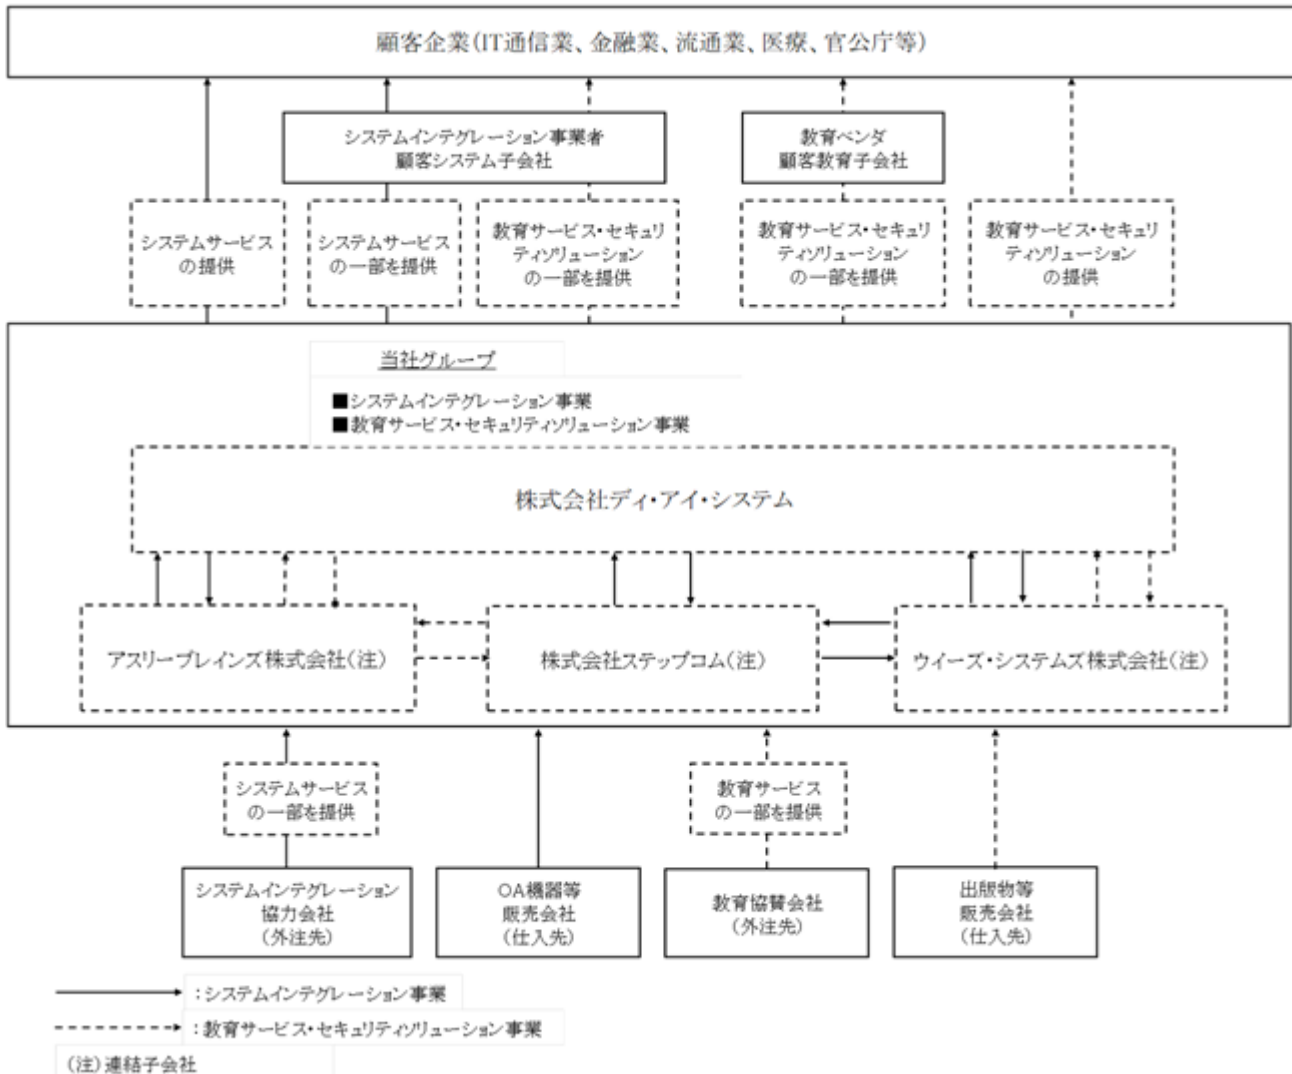 顧客企業(IT通信業、金融業、流通業、医療、官公庁等)
システムインテグレーション事業者
顧客システム子会社
教育ベンダ
顧客教育子会社
システムサービス
の提供
システムサービス
の一部を提供
教育サービス・セキュリ
ティソリューション
の一部を提供
教育サービス・セキュリ
ティソリューション
の一部を提供
教育サービス・セキュリ
ティソリューション
の提供
当社グループ
■システムインテグレーション事業
■教育サービス・セキュリティソリューション事業
株式会社ディ・アイ・システム
アスリーブレインズ株式会社(注)
株式会社ステップコム(注)
ウイーズ・システムズ株式会社(注)
システムサービス
の一部を提供
教育サービス
の一部を提供
システムインテグレーション
協力会社
(外注先)
OA機器等
販売会社
(仕入先)
教育協賛会社
(外注先)
出版物等
販売会社
(仕入先)
:システムインテグレーション事業
:教育サービス・セキュリティソリューション事業
(注)連結子会社